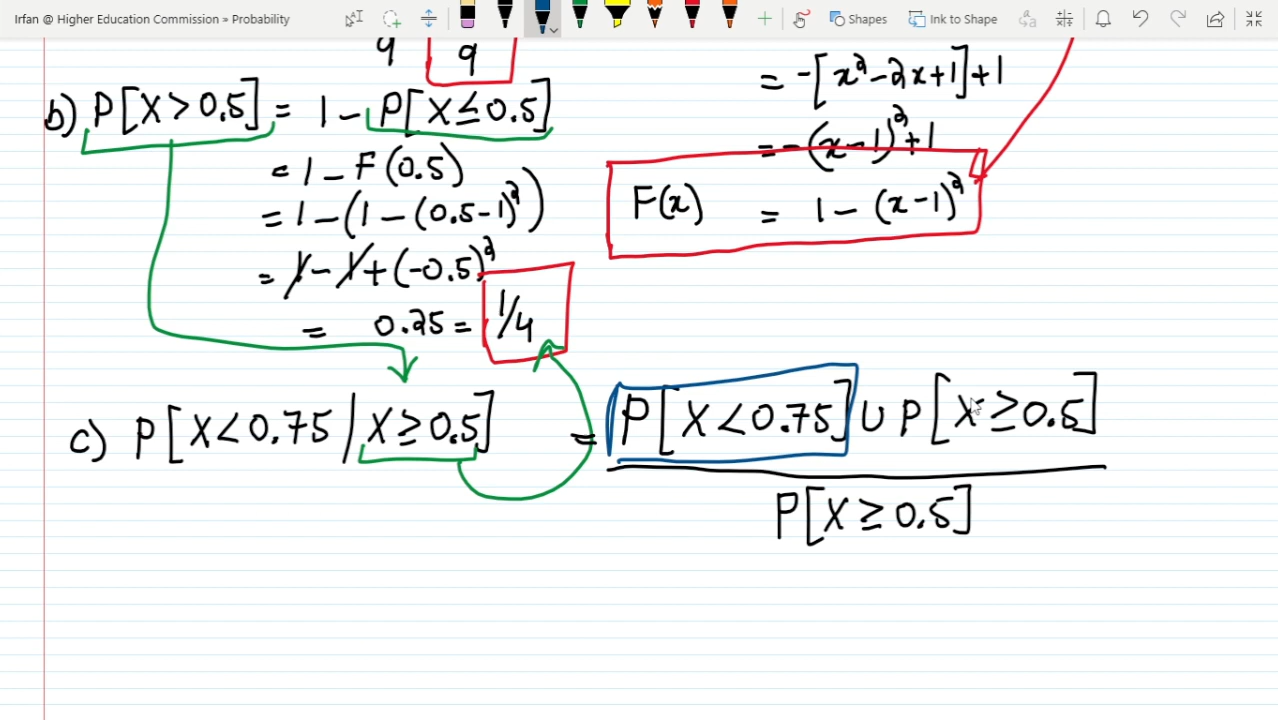 Irfan @ Higher Education Commission » Probability
Shapes
Ink to Shape
9
9
= -[x²-2x+1]+1
= -(x-1)²+1
F(x) = 1-(x-1)²
b) P[X>0.5] = 1 - P[X≤0.5]
= 1 - F(0.5)
= 1-(1-(0.5-1)²)
= 1-1+(-0.5)²
= 0.25 = 1/4
c) P[X<0.75 / X≥0.5] = P[X<0.75] U P[X≥0.5]
P[X≥0.5]